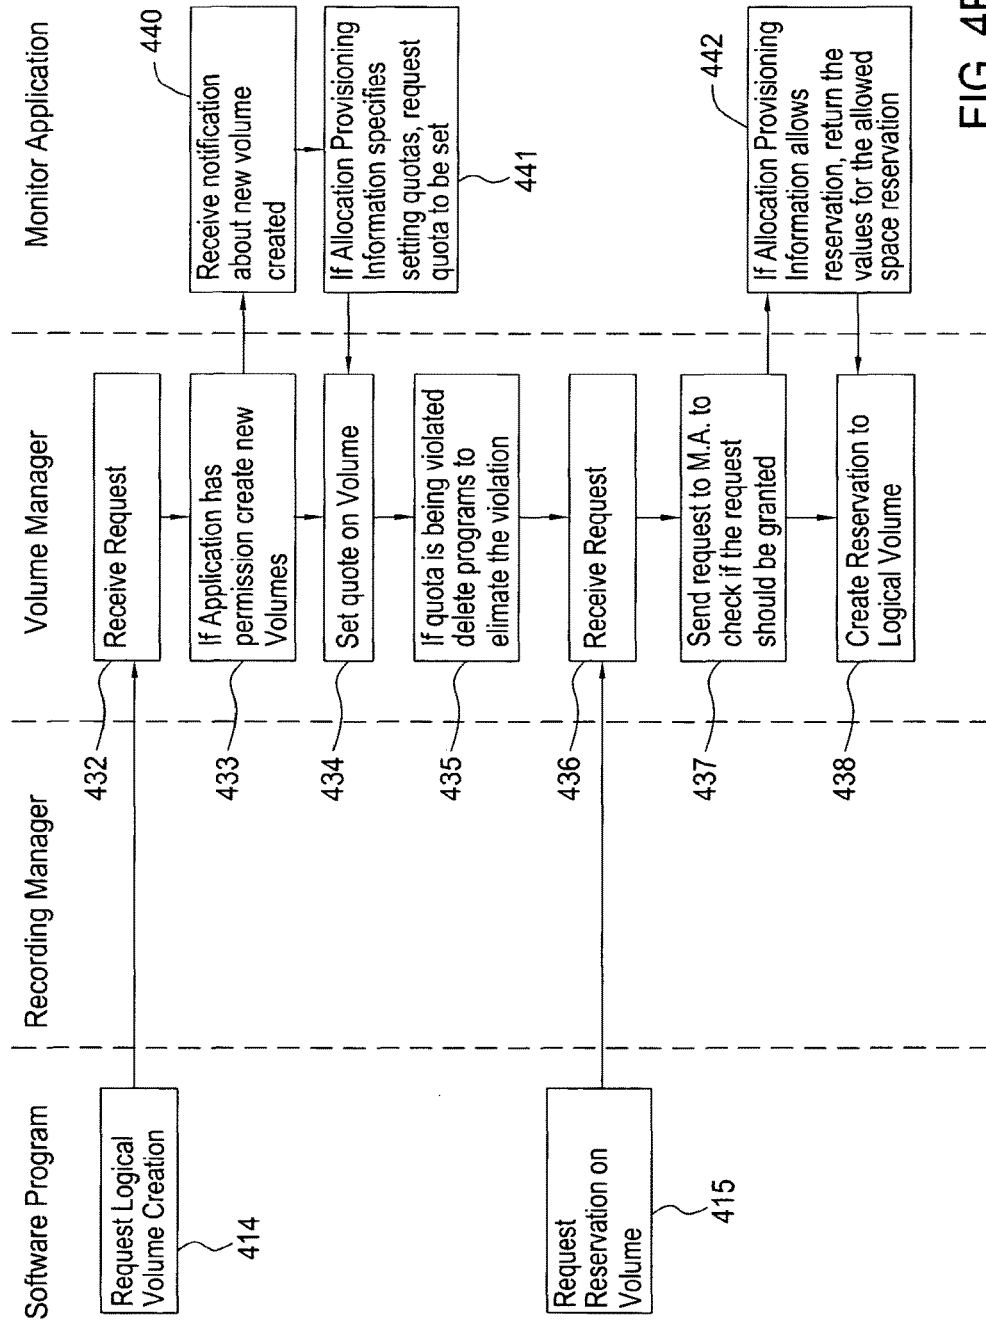 Software Program
Recording Manager
Volume Manager
Monitor Application
Request Logical
Volume Creation
414
432
Receive Request
433
If Application has
permission create new
Volumes
440
Receive notification
about new volume
created
434
Set quote on Volume
If Allocation Provisioning
Information specifies
setting quotas, request
quota to be set
441
435
If quota is being violated
delete programs to
elimate the violation
Request
Reservation on
Volume
415
436
Receive Request
437
Send request to M.A. to
check if the request
should be granted
442
If Allocation Provisioning
Information allows
reservation, return the
values for the allowed
space reservation
438
Create Reservation to
Logical Volume